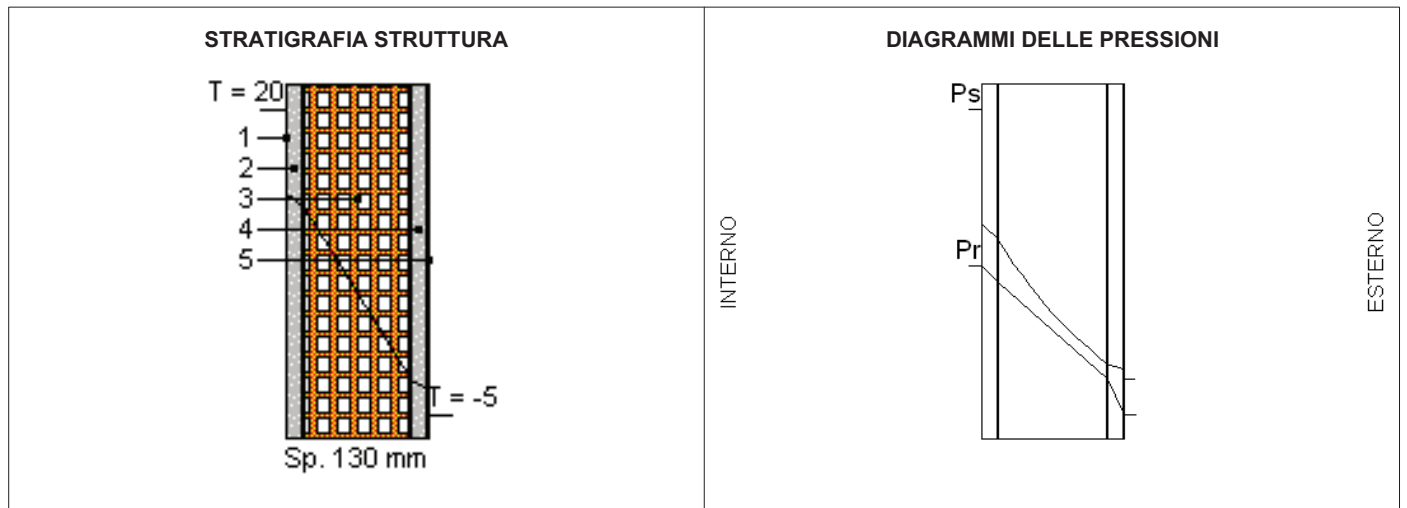 STRATIGRAFIA STRUTTURA
T = 20
1
2
3
4
5
T = -5
Sp. 130 mm
DIAGRAMMI DELLE PRESSIONI
Ps
Pr
INTERNO
ESTERNO